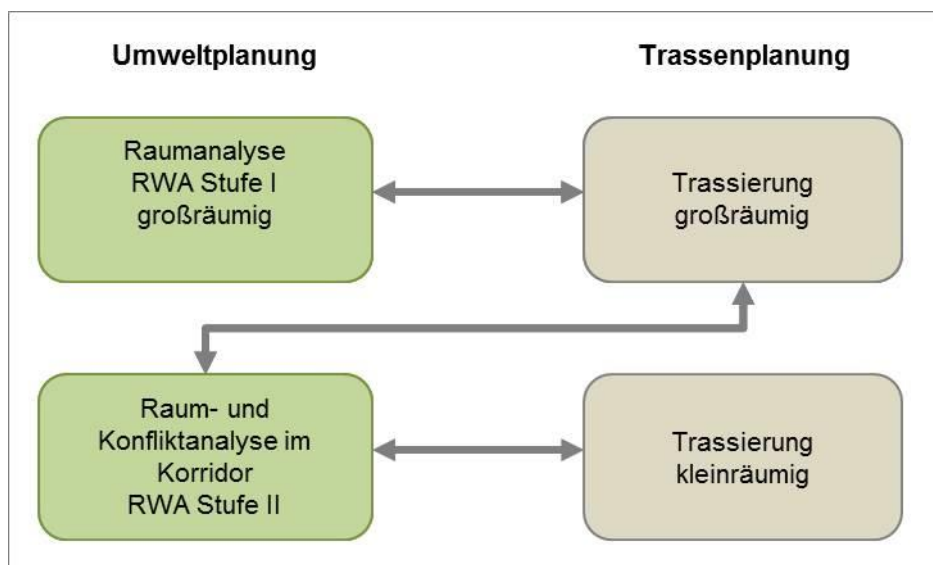 Umweltplanung
Trassenplanung
Raumanalyse
RWA Stufe I
großräumig
Trassierung
großräumig
Raum- und
Konfliktanalyse im
Korridor
RWA Stufe II
Trassierung
kleinräumig